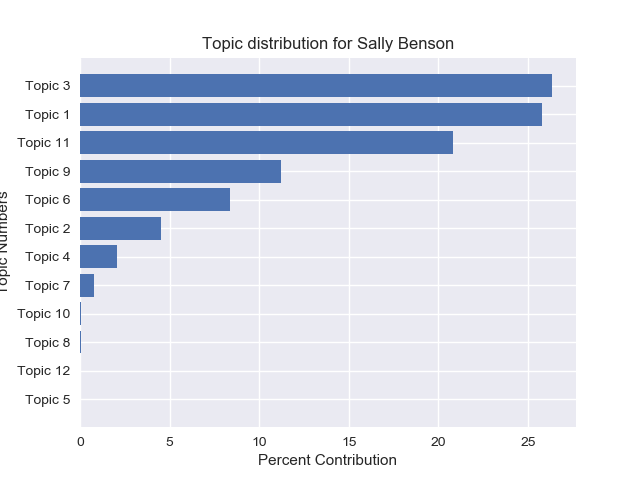 Topic distribution for Sally Benson
Topic 3
Topic 1
Topic 11
Topic 9
Topic 6
Topic 2
Topic 4
Topic 7
Topic 10
Topic 8
Topic 12
Topic 5
Topic Numbers
0 5 10 15 20 25
Percent Contribution